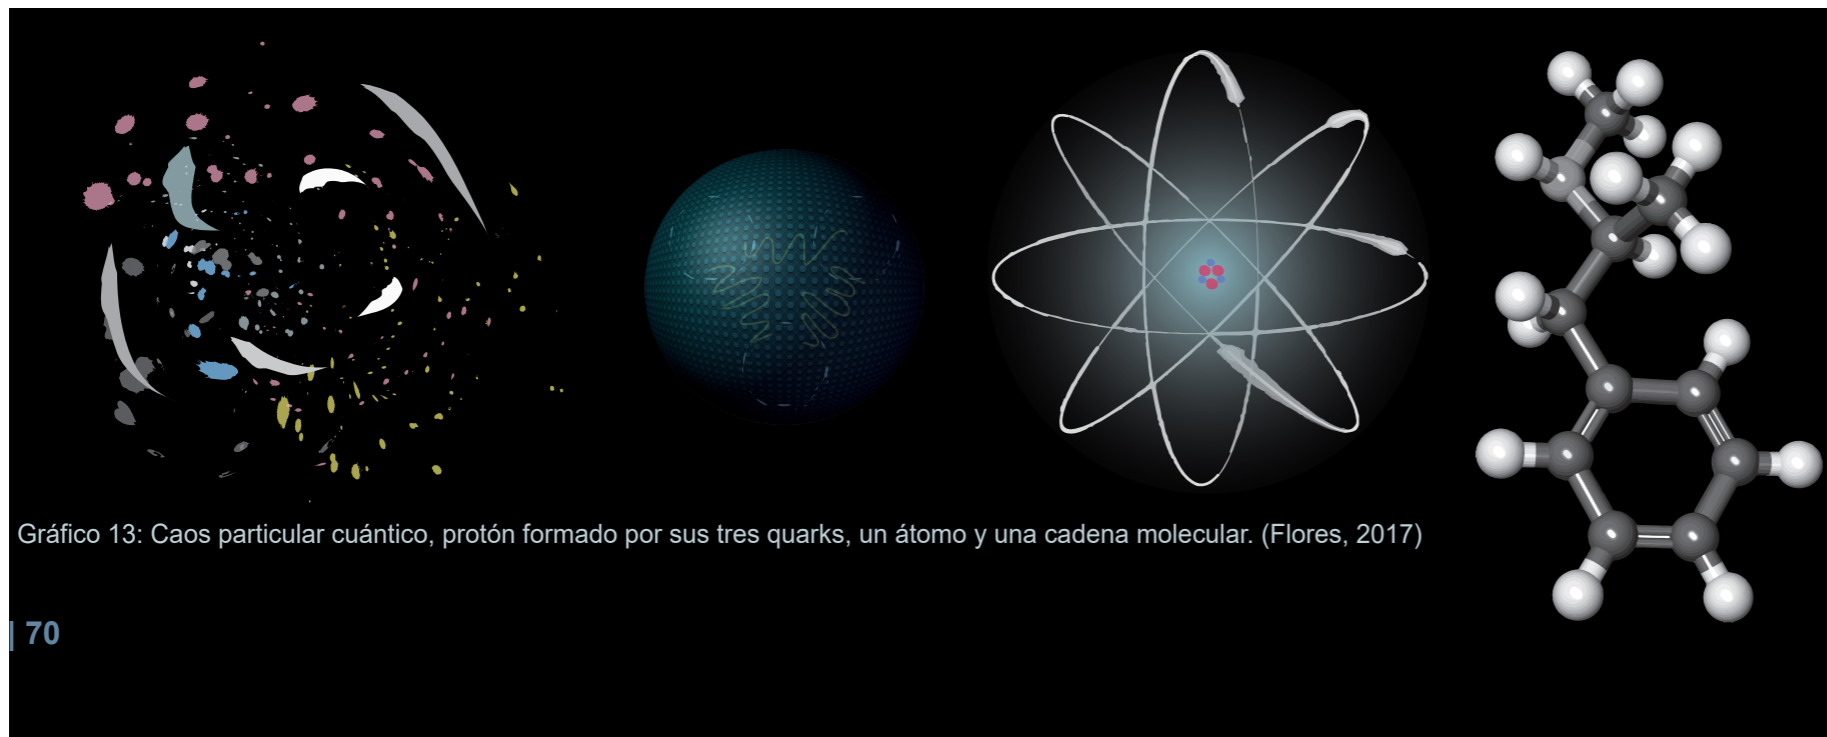 Gráfico 13: Caos particular cuántico, protón formado por sus tres quarks, un átomo y una cadena molecular. (Flores, 2017)
| 70